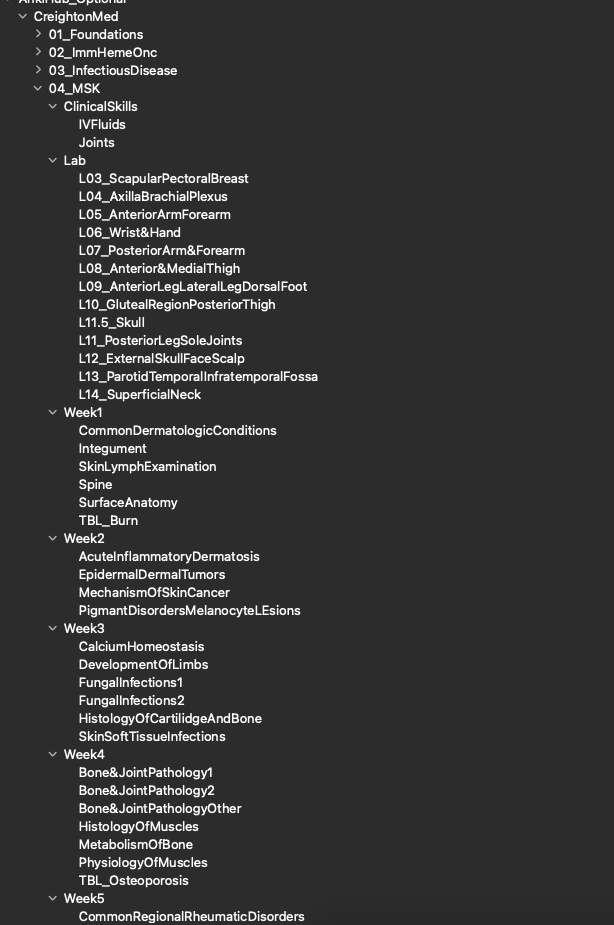 AnkiHub_Optional
CreightonMed
01_Foundations
02_ImmHemeOnc
03_InfectiousDisease
04_MSK
ClinicalSkills
IVFluids
Joints
Lab
L03_ScapularPectoralBreast
L04_AxillaBrachialPlexus
L05_AnteriorArmForearm
L06_Wrist&Hand
L07_PosteriorArm&Forearm
L08_Anterior&MedialThigh
L09_AnteriorLegLateralLegDorsalFoot
L10_GlutealRegionPosteriorThigh
L11.5_Skull
L11_PosteriorLegSoleJoints
L12_ExternalSkullFaceScalp
L13_ParotidTemporalInfratemporalFossa
L14_SuperficialNeck
Week1
CommonDermatologicConditions
Integument
SkinLymphExamination
Spine
SurfaceAnatomy
TBL_Burn
Week2
AcuteInflammatoryDermatosis
EpidermalDermalTumors
MechanismOfSkinCancer
PigmantDisordersMelanocyteLEsions
Week3
CalciumHomeostasis
DevelopmentOfLimbs
FungalInfections1
FungalInfections2
HistologyOfCartilidgeAndBone
SkinSoftTissueInfections
Week4
Bone&JointPathology1
Bone&JointPathology2
Bone&JointPathologyOther
HistologyOfMuscles
MetabolismOfBone
PhysiologyOfMuscles
TBL_Osteoporosis
Week5
CommonRegionalRheumaticDisorders